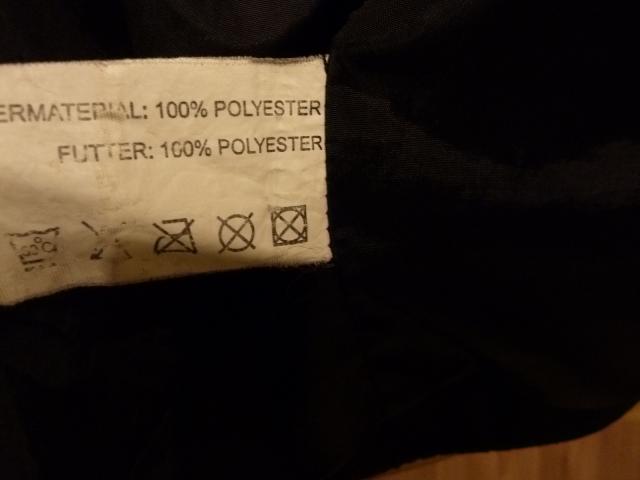 ERMATERIAL: 100% POLYESTER
FUTTER: 100% POLYESTER